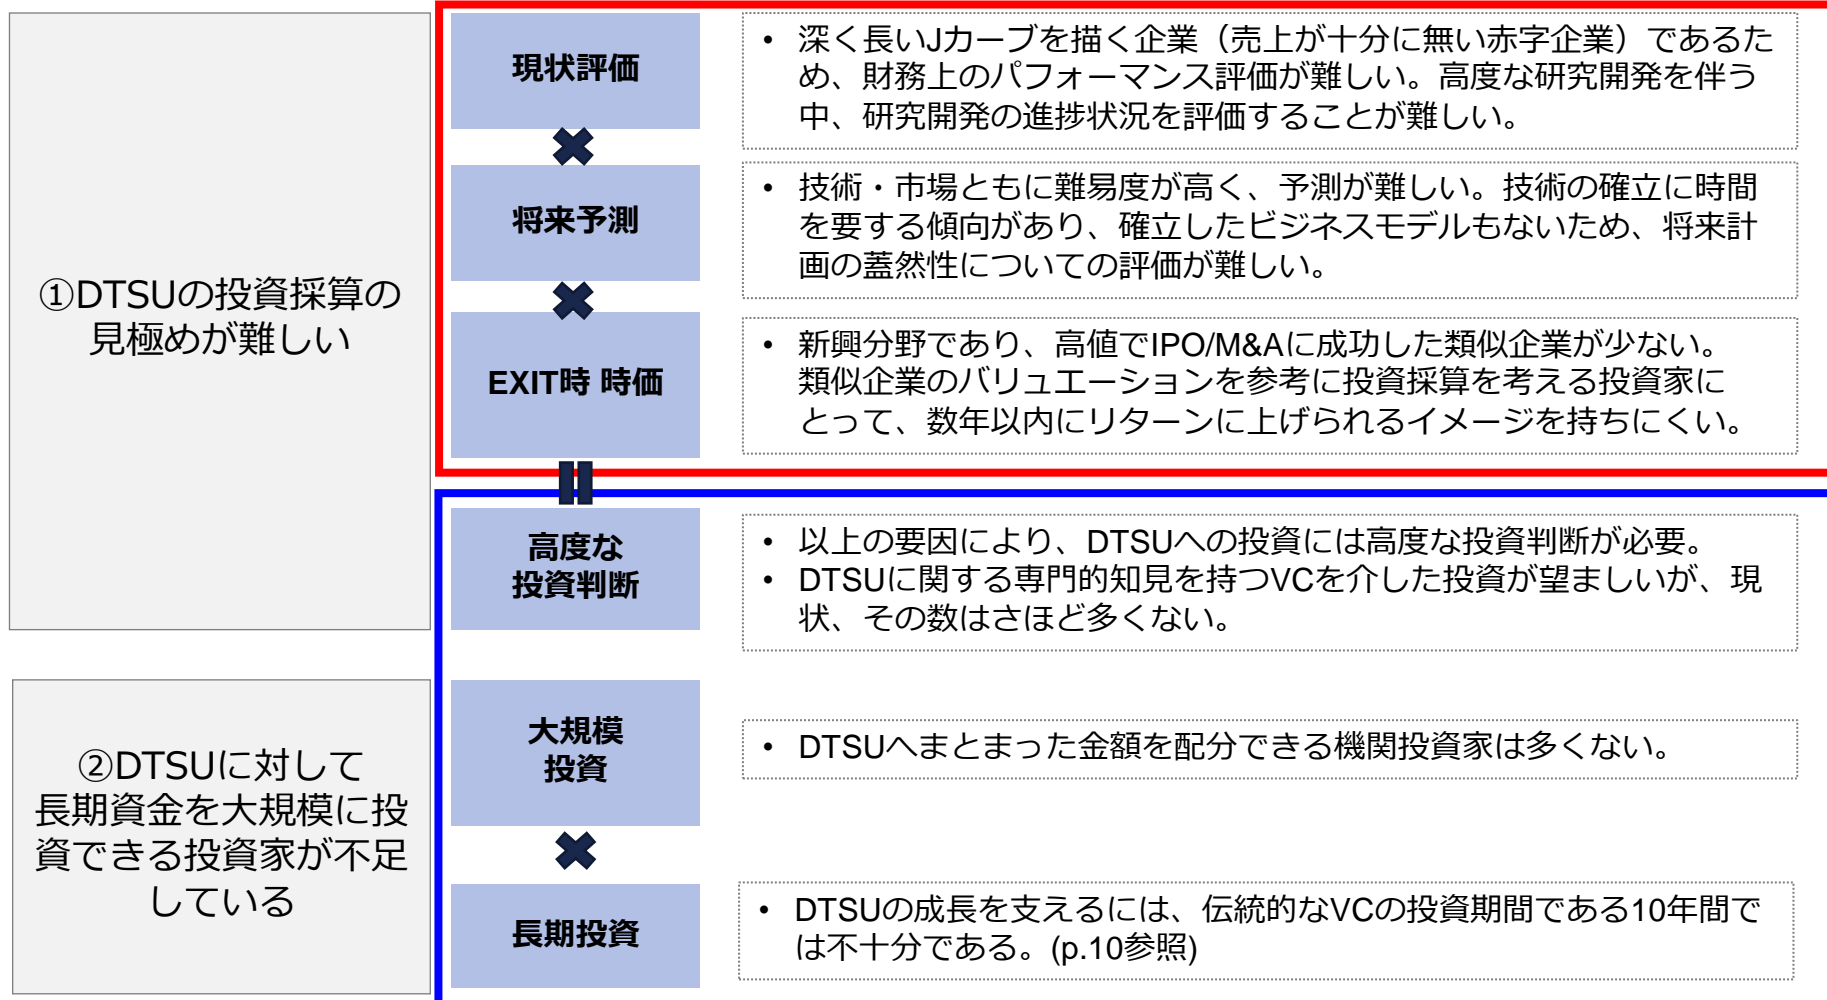 ①DTSUの投資採算の
見極めが難しい
現状評価
• 深く長いJカーブを描く企業（売上が十分に無い赤字企業）であるた
め、財務上のパフォーマンス評価が難しい。高度な研究開発を伴う
中、研究開発の進捗状況を評価することが難しい。
将来予測
• 技術・市場ともに難易度が高く、予測が難しい。技術の確立に時間
を要する傾向があり、確立したビジネスモデルもないため、将来計
画の蓋然性についての評価が難しい。
EXIT時 時価
• 新興分野であり、高値でIPO/M&Aに成功した類似企業が少ない。
類似企業のバリュエーションを参考に投資採算を考える投資家に
とって、数年以内にリターンに上げられるイメージを持ちにくい。
高度な
投資判断
• 以上の要因により、DTSUへの投資には高度な投資判断が必要。
• DTSUに関する専門的知見を持つVCを介した投資が望ましいが、現
状、その数はさほど多くない。
②DTSUに対して
長期資金を大規模に投
資できる投資家が不足
している
大規模
投資
• DTSUへまとまった金額を配分できる機関投資家は多くない。
長期投資
• DTSUの成長を支えるには、伝統的なVCの投資期間である10年間で
は不十分である。(p.10参照)